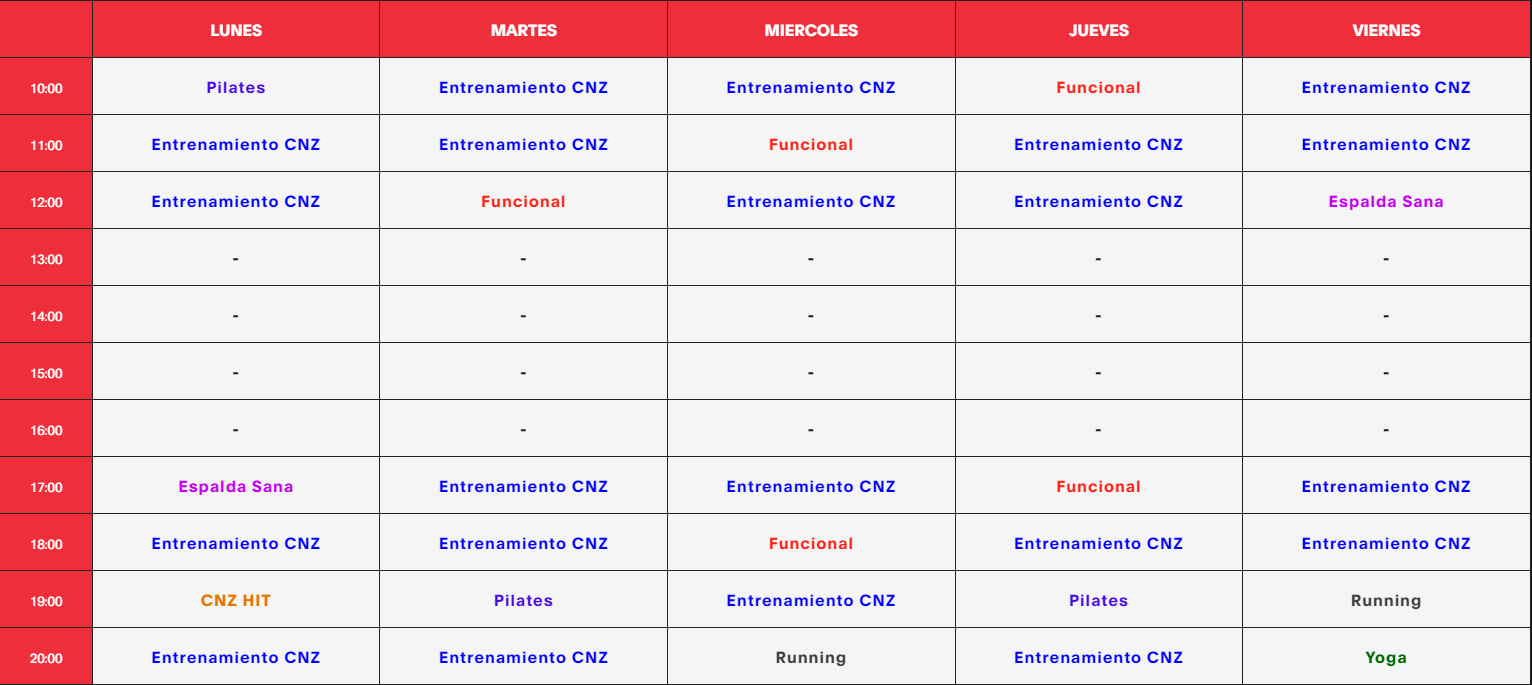 LUNES MARTES MIERCOLES JUEVES VIERNES
10:00 Pilates Entrenamiento CNZ Entrenamiento CNZ Funcional Entrenamiento CNZ
11:00 Entrenamiento CNZ Entrenamiento CNZ Funcional Entrenamiento CNZ Entrenamiento CNZ
12:00 Entrenamiento CNZ Funcional Entrenamiento CNZ Entrenamiento CNZ Espalda Sana
13:00 - - - - -
14:00 - - - - -
15:00 - - - - -
16:00 - - - - -
17:00 Espalda Sana Entrenamiento CNZ Entrenamiento CNZ Funcional Entrenamiento CNZ
18:00 Entrenamiento CNZ Entrenamiento CNZ Funcional Entrenamiento CNZ Entrenamiento CNZ
19:00 CNZ HIT Pilates Entrenamiento CNZ Pilates Running
20:00 Entrenamiento CNZ Entrenamiento CNZ Running Entrenamiento CNZ Yoga